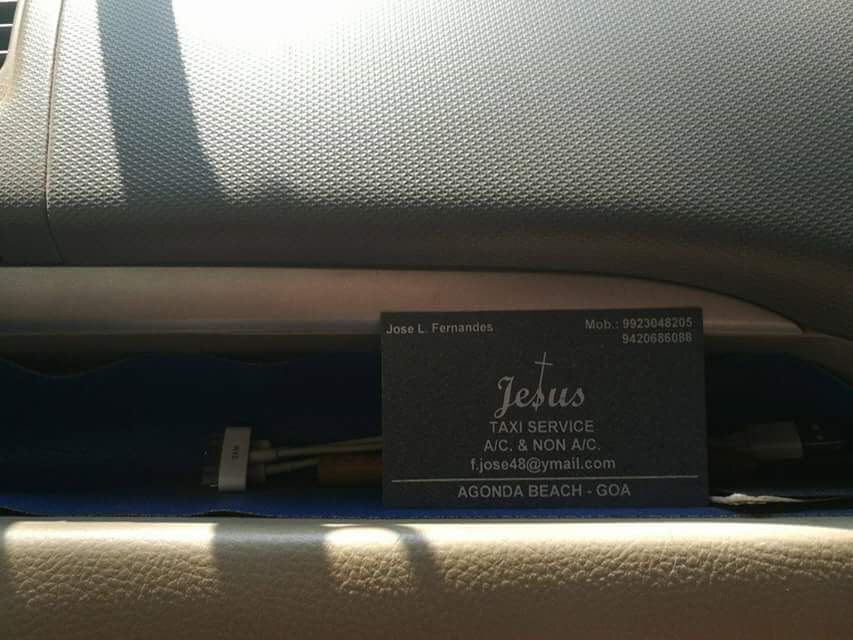 Jose L. Fernandes
Mob.: 9923048205
9420686088
Jesus
TAXI SERVICE
A/C. & NON A/C.
f.jose48@ymail.com
AGONDA BEACH - GOA